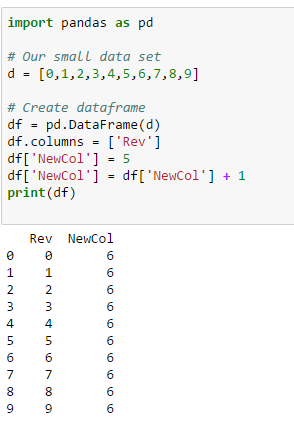 import pandas as pd
# Our small data set
d = [0,1,2,3,4,5,6,7,8,9]
# Create dataframe
df = pd.DataFrame(d)
df.columns = ['Rev']
df['NewCol'] = 5
df['NewCol'] = df['NewCol'] + 1
print(df)
Rev NewCol
0 0 6
1 1 6
2 2 6
3 3 6
4 4 6
5 5 6
6 6 6
7 7 6
8 8 6
9 9 6